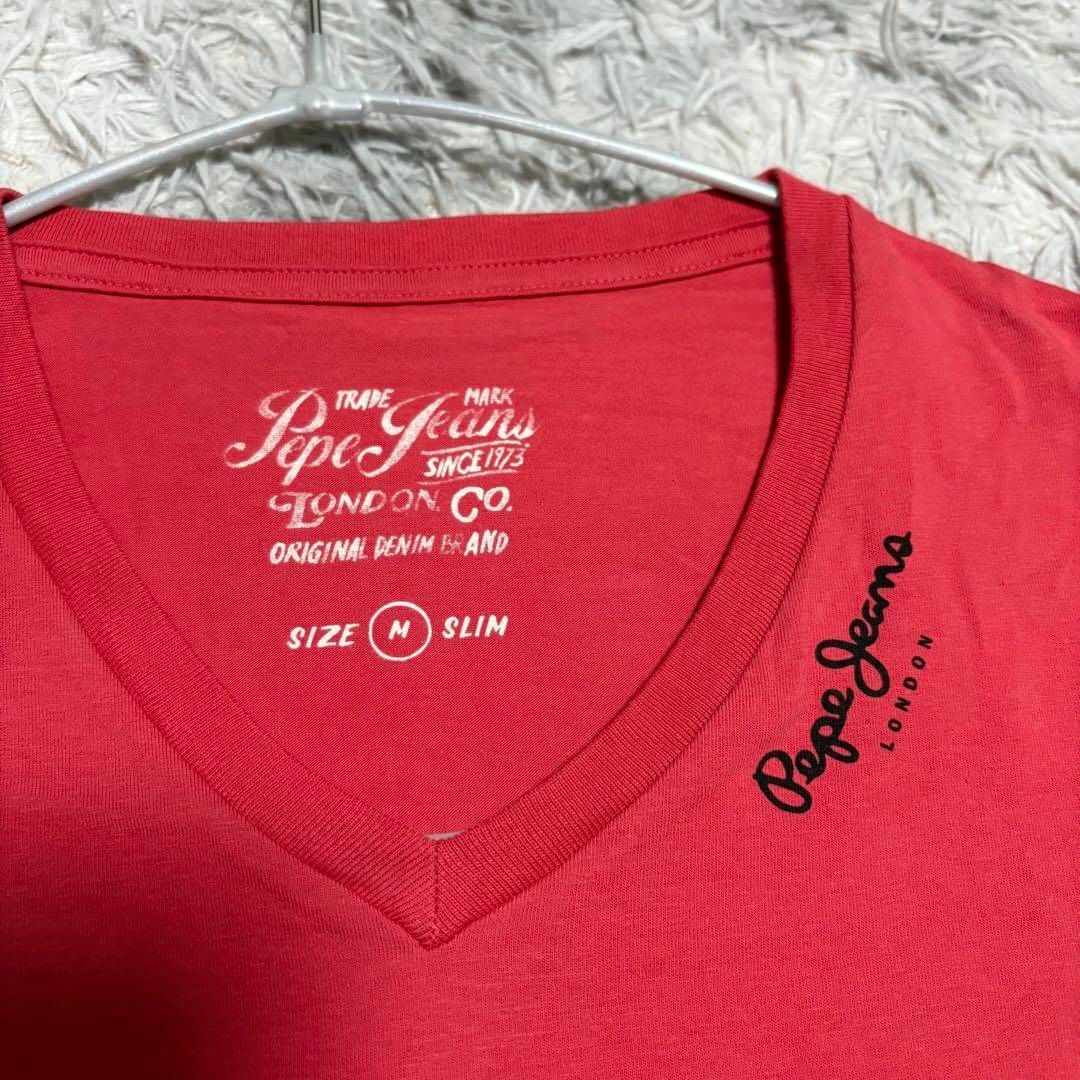 TRADE MARK
Pepe Jeans
SINCE 1973
LONDON. CO.
ORIGINAL DENIM BRAND
SIZE M SLIM
Pepe Jeans
LONDON